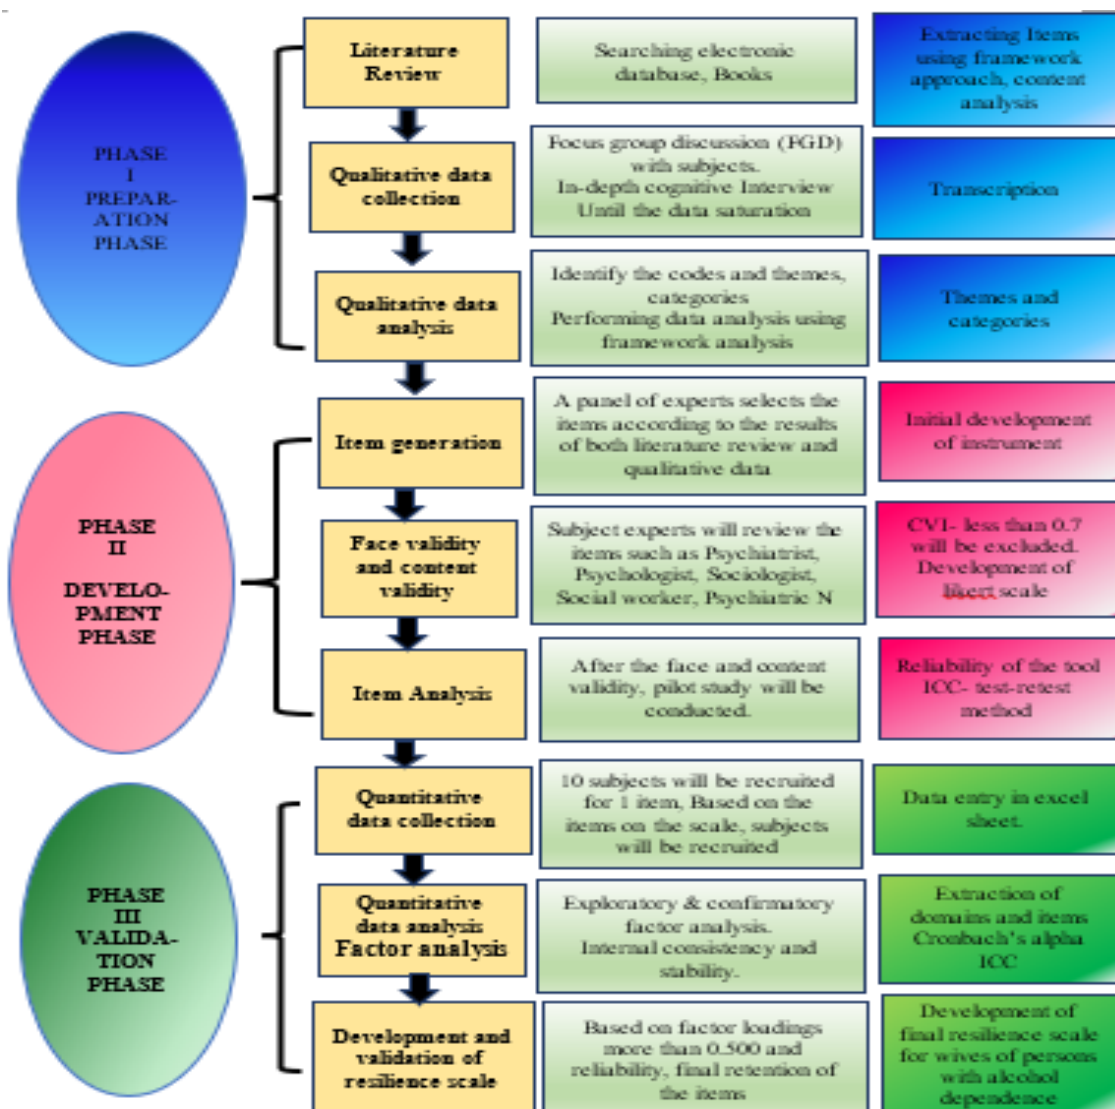 PHASE
I
PREPAR-
ATION
PHASE
Literature
Review
Searching electronic
database, Books
Extracting Items
using framework
approach, content
analysis
Qualitative data
collection
Focus group discussion (FGD)
with subjects.
In-depth cognitive Interview
Until the data saturation
Transcription
Qualitative data
analysis
Identify the codes and themes,
categories
Performing data analysis using
framework analysis
Themes and
categories
PHASE
II
DEVELO-
PMENT
PHASE
Item generation
A panel of experts selects the
items according to the results
of both literature review and
qualitative data
Initial development
of instrument
Face validity
and content
validity
Subject experts will review the
items such as Psychiatrist,
Psychologist, Sociologist,
Social worker, Psychiatric N
CVI- less than 0.7
will be excluded.
Development of
likert scale
Item Analysis
After the face and content
validity, pilot study will be
conducted.
Reliability of the tool
ICC- test-retest
method
PHASE
III
VALIDA-
TION
PHASE
Quantitative
data collection
10 subjects will be recruited
for 1 item, Based on the
items on the scale, subjects
will be recruited
Data entry in excel
sheet.
Quantitative
data analysis
Factor analysis
Exploratory & confirmatory
factor analysis.
Internal consistency and
stability.
Extraction of
domains and items
Cronbach's alpha
ICC
Development and
validation of
resilience scale
Based on factor loadings
more than 0.500 and
reliability, final retention of
the items
Development of
final resilience scale
for wives of persons
with alcohol
dependence